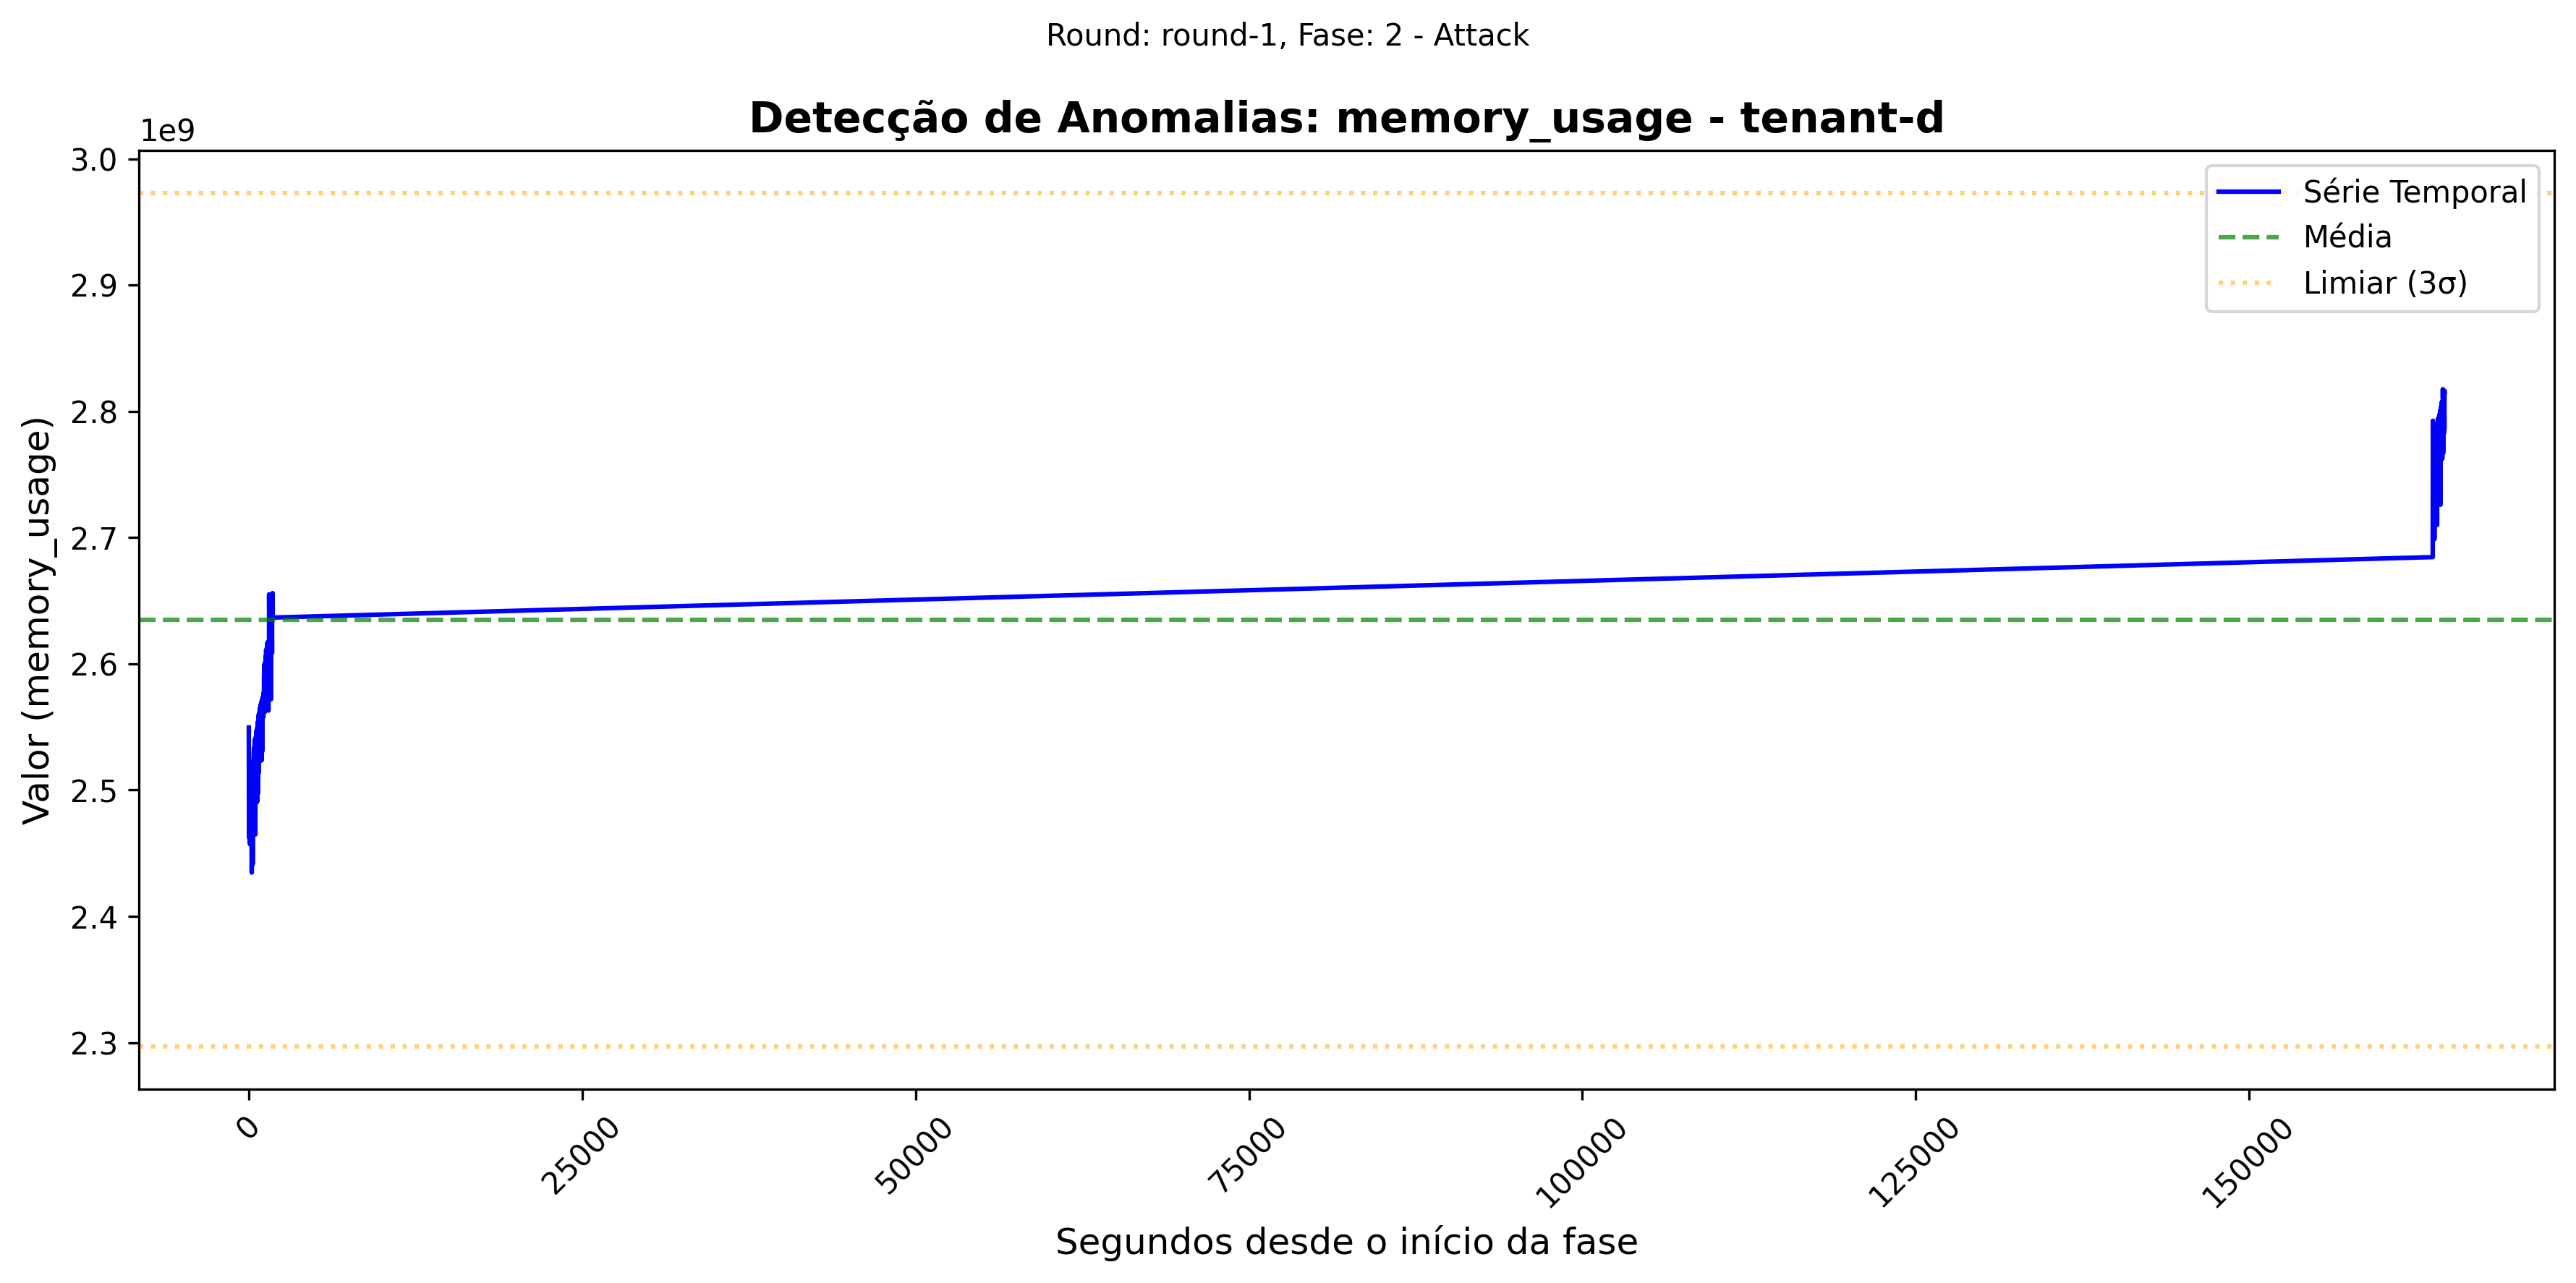 Round: round-1, Fase: 2 - Attack
Detecção de Anomalias: memory_usage - tenant-d
1e9
3.0
2.9
2.8
2.7
2.6
2.5
2.4
2.3
Valor (memory_usage)
Série Temporal
Média
Limiar (3σ)
0
25000
50000
75000
100000
125000
150000
Segundos desde o início da fase